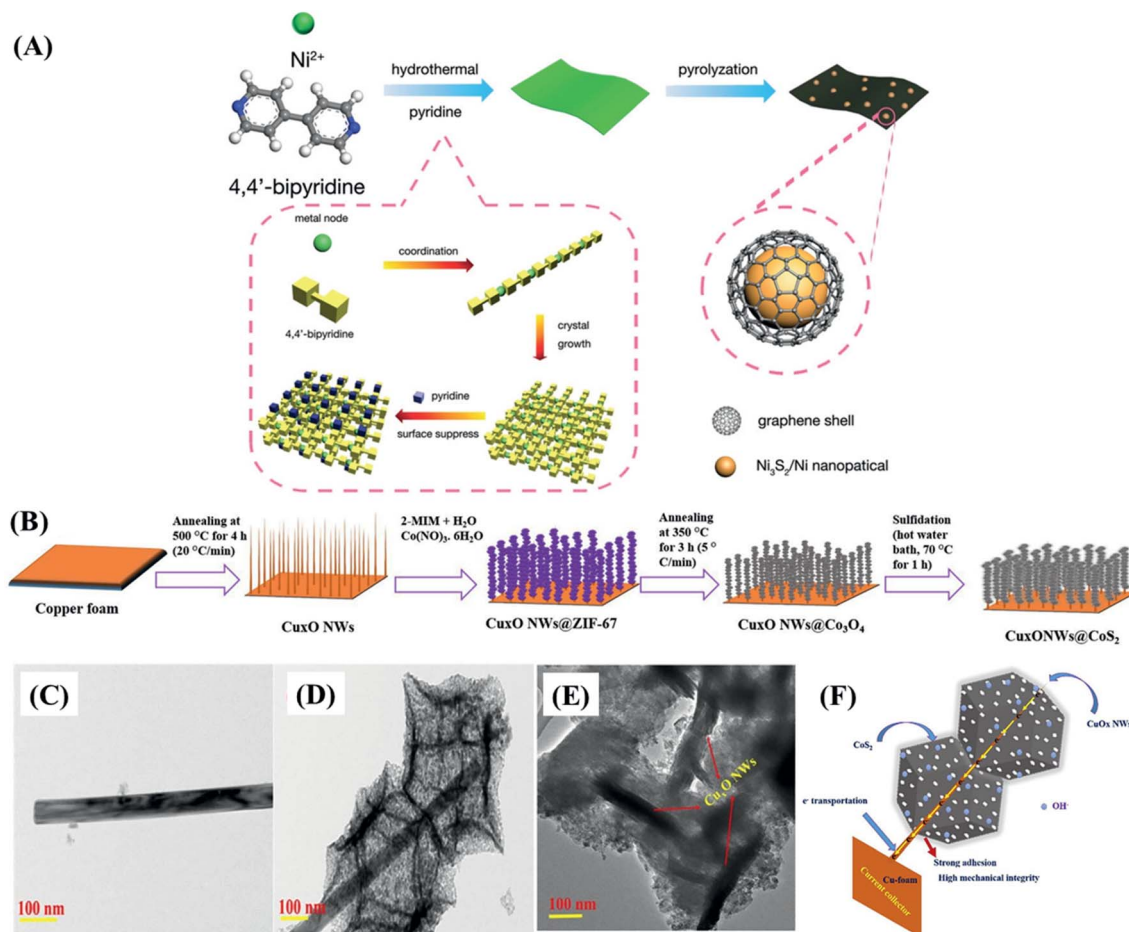 (A)
Ni²⁺
hydrothermal
pyridine
pyrolyzation
4,4'-bipyridine
metal node
coordination
4,4'-bipyridine
crystal
growth
pyridine
surface suppress
graphene shell
Ni₃S₂/Ni nanopatical
(B)
Annealing at
500 °C for 4 h
(20 °C/min)
2-MIM + H₂O
Co(NO)₃. 6H₂O
Annealing
at 350 °C
for 3 h (5 °
C/min)
Sulfidation
(hot water
bath, 70 °C
for 1 h)
Copper foam
CuxO NWs
CuxO NWs@ZIF-67
CuxO NWs@Co₃O₄
CuxONWs@CoS₂
(C)
100 nm
(D)
100 nm
(E)
CuₓO NWs
100 nm
(F)
CuOx NWs
CoS₂
e⁻ transportation
OH⁻
Strong adhesion
High mechanical integrity
Cu-foam
Current collector